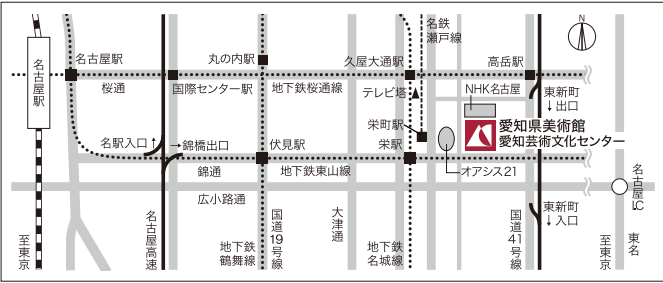 名鉄
瀬戸線
N
名古屋駅
丸の内駅
久屋大通駅
高岳駅
名古屋駅
桜通
国際センター駅
地下鉄桜通線
テレビ塔
NHK名古屋
東新町
↓出口
栄町駅
愛知県美術館
愛知芸術文化センター
名駅入口↑
→錦橋出口
伏見駅
栄駅
錦通
地下鉄東山線
オアシス21
広小路通
名古屋IC
至東京
名古屋高速
地下鉄
鶴舞線
国道19号線
大津通
地下鉄
名城線
国道41号線
東新町
↓入口
至東京
東名